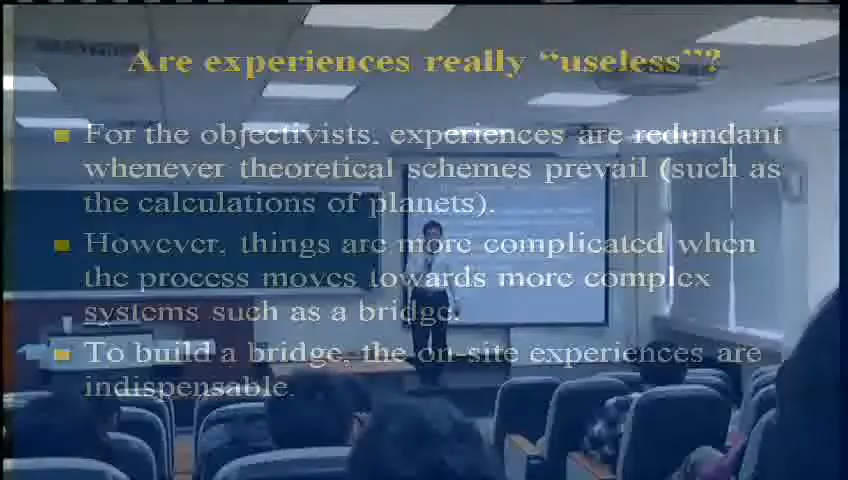 Are experiences really “useless”?
For the objectivists, experiences are redundant
whenever theoretical schemes prevail (such as
the calculations of planets).
However, things are more complicated when
the process moves towards more complex
systems such as a bridge.
To build a bridge, the on-site experiences are
indispensable.